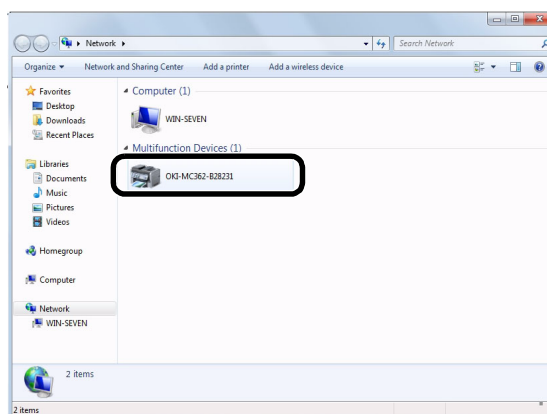 Network
Search Network
Organize Network and Sharing Center Add a printer Add a wireless device
Favorites
Desktop
Downloads
Recent Places
Libraries
Documents
Music
Pictures
Videos
Homegroup
Computer
Network
WIN-SEVEN
Computer (1)
WIN-SEVEN
Multifunction Devices (1)
OKI-MC362-B28231
2 items
2 items